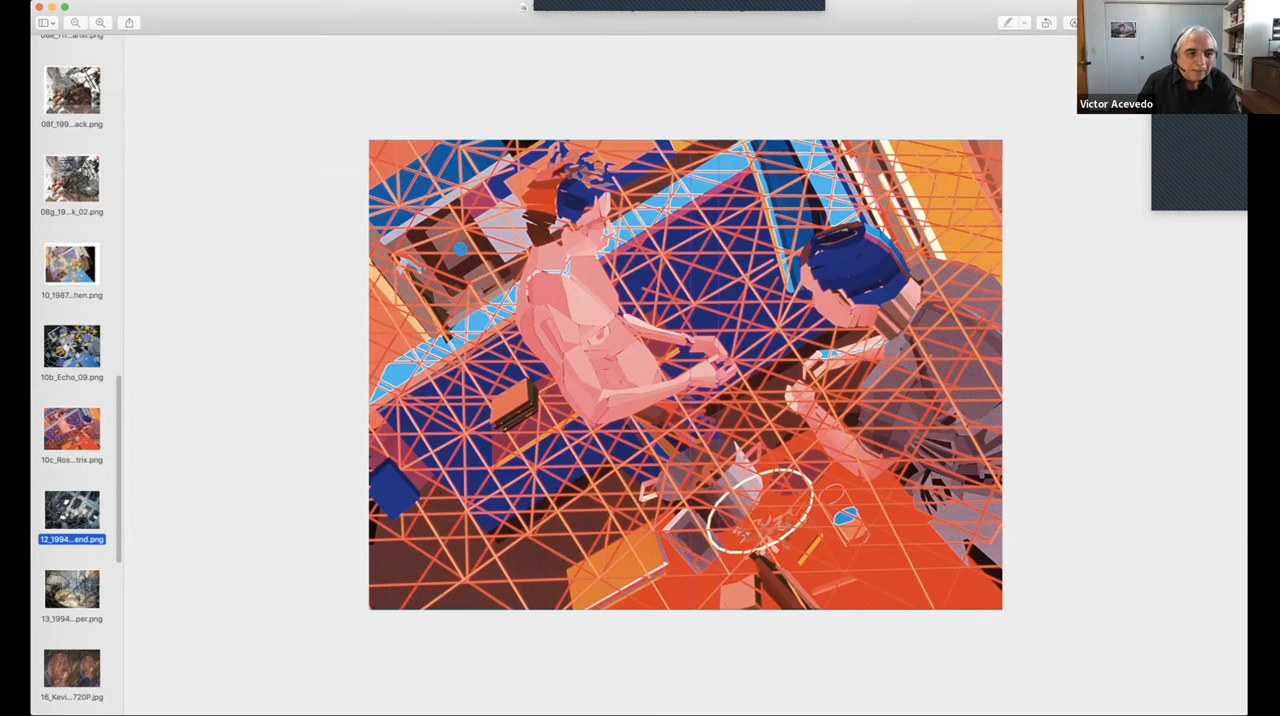 Victor Acevedo
08f_199...ack.png
08g_19...k_02.png
10_1987...hen.png
10b_Echo_09.png
10c_Ros...trix.png
12_1994...end.png
13_1994...per.png
16_Kevi...720P.jpg